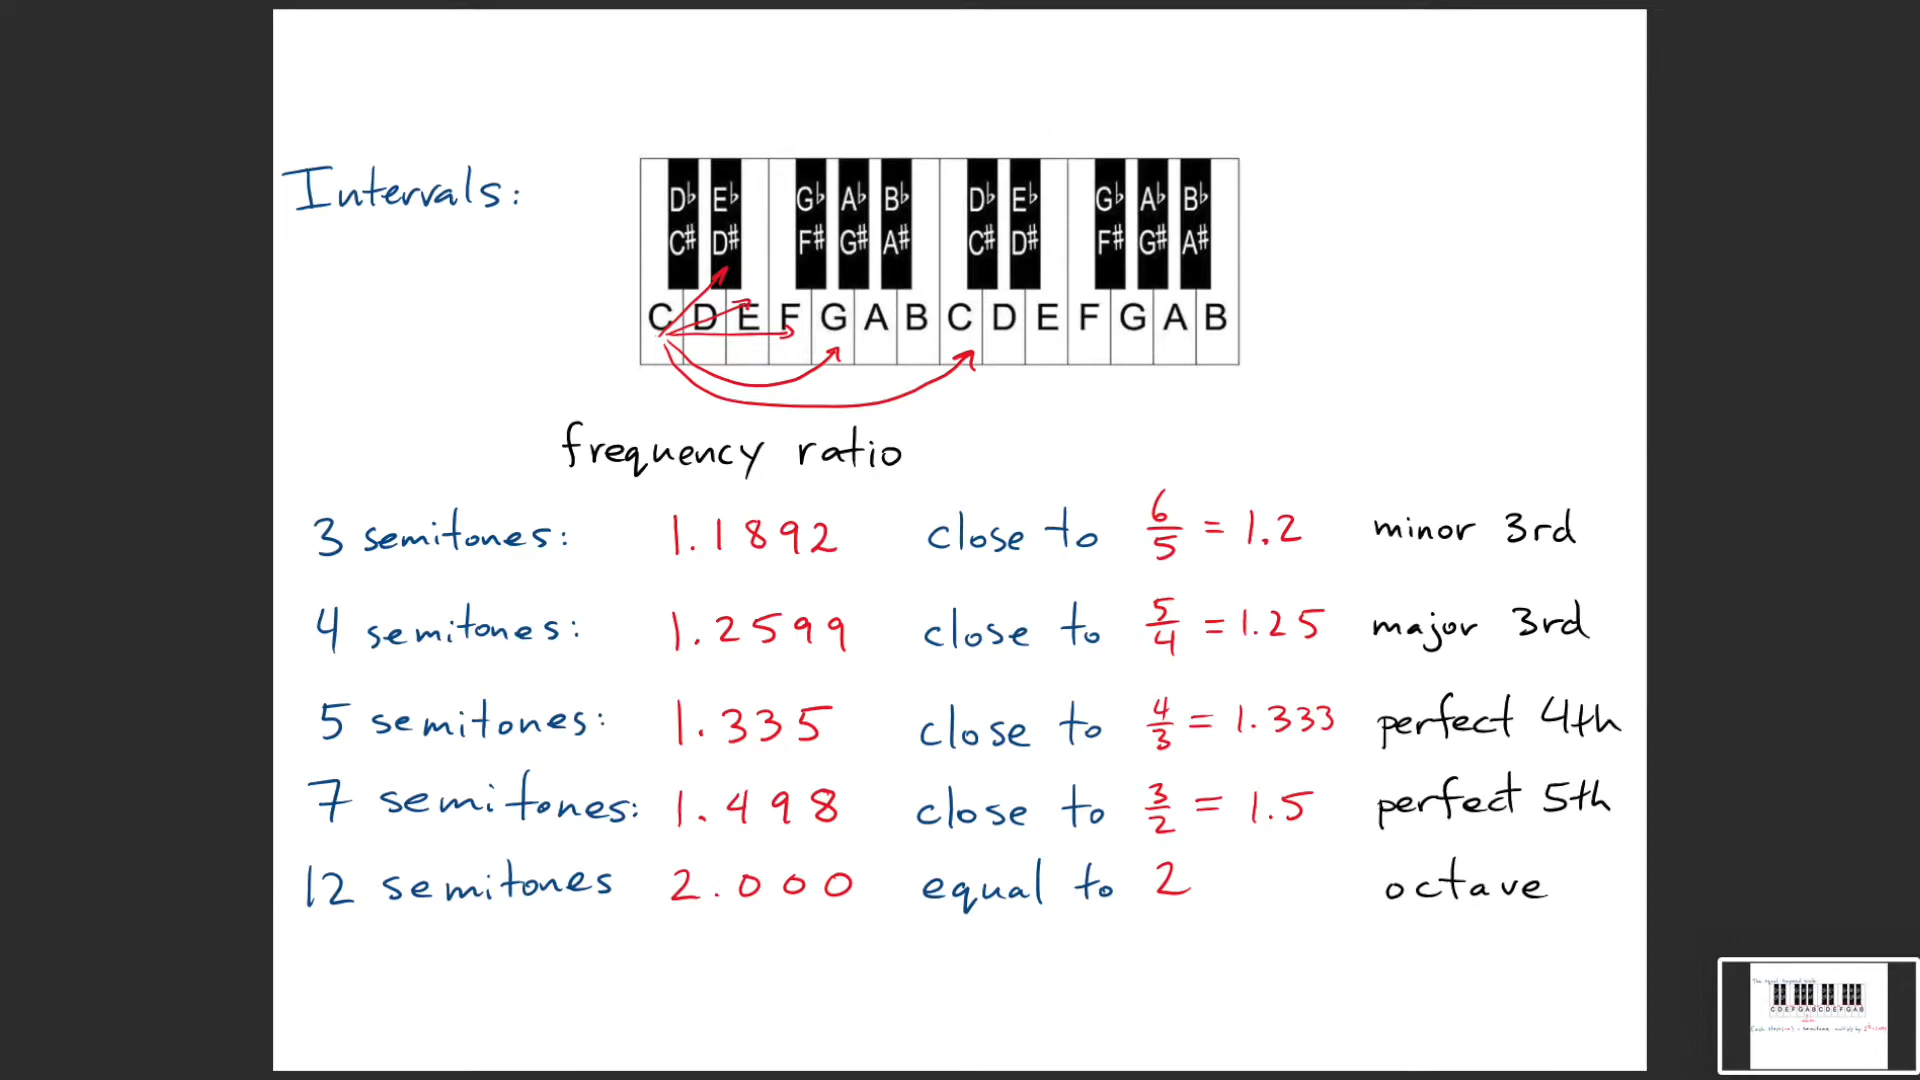 Intervals:
D♭ E♭ G♭ A♭ B♭ D♭ E♭ G♭ A♭ B♭
C# D# F# G# A# C# D# F# G# A#
C D E F G A B C D E F G A B
frequency ratio
3 semitones: 1.1892 close to 6/5 = 1.2 minor 3rd
4 semitones: 1.2599 close to 5/4 = 1.25 major 3rd
5 semitones: 1.335 close to 4/3 = 1.333 perfect 4th
7 semitones: 1.498 close to 3/2 = 1.5 perfect 5th
12 semitones 2.000 equal to 2 octave
C D E F G A B C D E F G A B